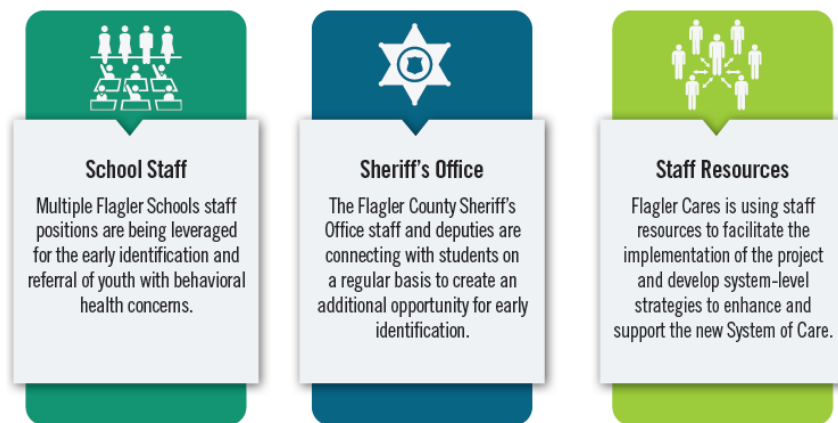 School Staff
Multiple Flagler Schools staff
positions are being leveraged
for the early identification and
referral of youth with behavioral
health concerns.
Sheriff's Office
The Flagler County Sheriff's
Office staff and deputies are
connecting with students on
a regular basis to create an
additional opportunity for early
identification.
Staff Resources
Flagler Cares is using staff
resources to facilitate the
implementation of the project
and develop system-level
strategies to enhance and
support the new System of Care.